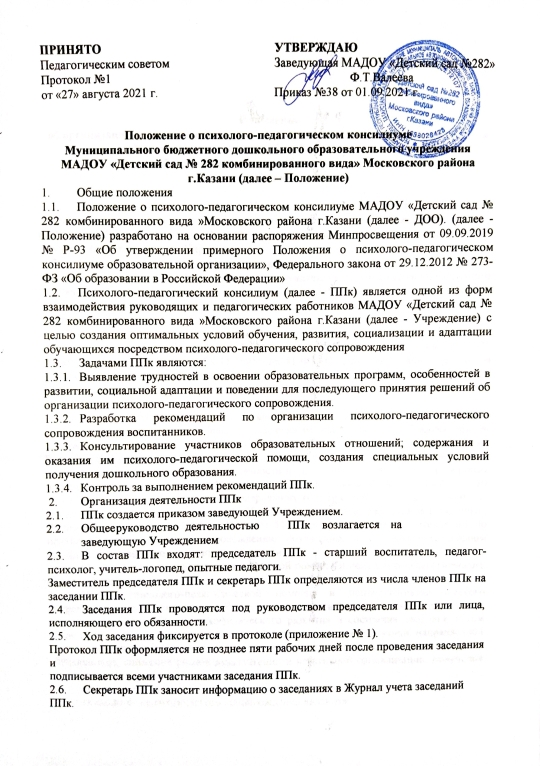 ПРИНЯТО
Педагогическим советом
Протокол №1
от «27» августа 2021 г.
УТВЕРЖДАЮ
Заведующая МАДОУ «Детский сад №282»
Ф.Т.Валеева
Приказ №38 от 01.09.2021 г.
Положение о психолого-педагогическом консилиуме
Муниципального бюджетного дошкольного образовательного учреждения
МАДОУ «Детский сад № 282 комбинированного вида» Московского района
г.Казани (далее – Положение)
1. Общие положения
1.1. Положение о психолого-педагогическом консилиуме МАДОУ «Детский сад №
282 комбинированного вида »Московского района г.Казани (далее - ДОО). (далее -
Положение) разработано на основании распоряжения Минпросвещения от 09.09.2019
№ Р-93 «Об утверждении примерного Положения о психолого-педагогическом
консилиуме образовательной организации», Федерального закона от 29.12.2012 № 273-
ФЗ «Об образовании в Российской Федерации»
1.2. Психолого-педагогический консилиум (далее - ППк) является одной из форм
взаимодействия руководящих и педагогических работников МАДОУ «Детский сад №
282 комбинированного вида »Московского района г.Казани (далее - Учреждение) с
целью создания оптимальных условий обучения, развития, социализации и адаптации
обучающихся посредством психолого-педагогического сопровождения
1.3. Задачами ППк являются:
1.3.1. Выявление трудностей в освоении образовательных программ, особенностей в
развитии, социальной адаптации и поведении для последующего принятия решений об
организации психолого-педагогического сопровождения.
1.3.2. Разработка рекомендаций по организации психолого-педагогического
сопровождения воспитанников.
1.3.3. Консультирование участников образовательных отношений; содержания и
оказания им психолого-педагогической помощи, создания специальных условий
получения дошкольного образования.
1.3.4. Контроль за выполнением рекомендаций ППк.
2. Организация деятельности ППк
2.1. ППк создается приказом заведующей Учреждением.
2.2. Общееруководство деятельностью ППк возлагается на
заведующую Учреждением
2.3. В состав ППк входят: председатель ППк - старший воспитатель, педагог-
психолог, учитель-логопед, опытные педагоги.
Заместитель председателя ППк и секретарь ППк определяются из числа членов ППк на
заседании ППк.
2.4. Заседания ППк проводятся под руководством председателя ППк или лица,
исполняющего его обязанности.
2.5. Ход заседания фиксируется в протоколе (приложение № 1).
Протокол ППк оформляется не позднее пяти рабочих дней после проведения заседания
и
подписывается всеми участниками заседания ППк.
2.6. Секретарь ППк заносит информацию о заседаниях в Журнал учета заседаний
ППк.
«Детский сад №282
комбинированного
вида»
Московского района
г.Казани